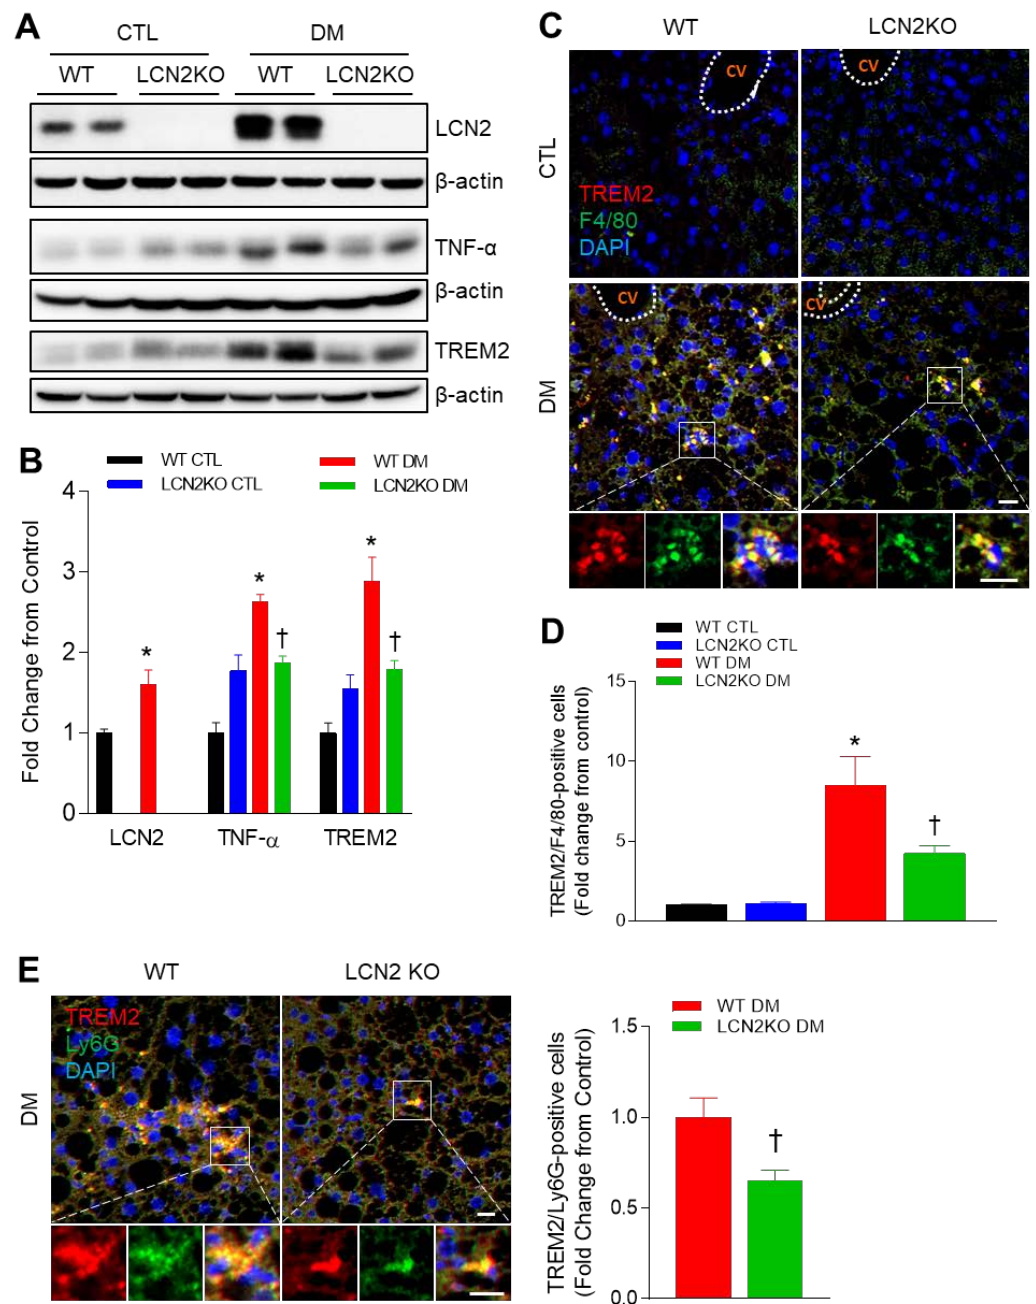 A
CTL DM
WT LCN2KO WT LCN2KO
LCN2
β-actin
TNF-α
β-actin
TREM2
β-actin
B
WT CTL
LCN2KO CTL
WT DM
LCN2KO DM
Fold Change from Control
4
3
2
1
0
*
* † * †
LCN2 TNF-α TREM2
C
WT LCN2KO
CTL
CV CV
TREM2
F4/80
DAPI
DM
CV CV
D
WT CTL
LCN2KO CTL
WT DM
LCN2KO DM
TREM2/F4/80-positive cells
(Fold change from control)
15
10
5
0
* †
E
WT LCN2 KO
DM
TREM2
Ly6G
DAPI
WT DM
LCN2KO DM
TREM2/Ly6G-positive cells
(Fold Change from Control)
1.5
1.0
0.5
0.0
†